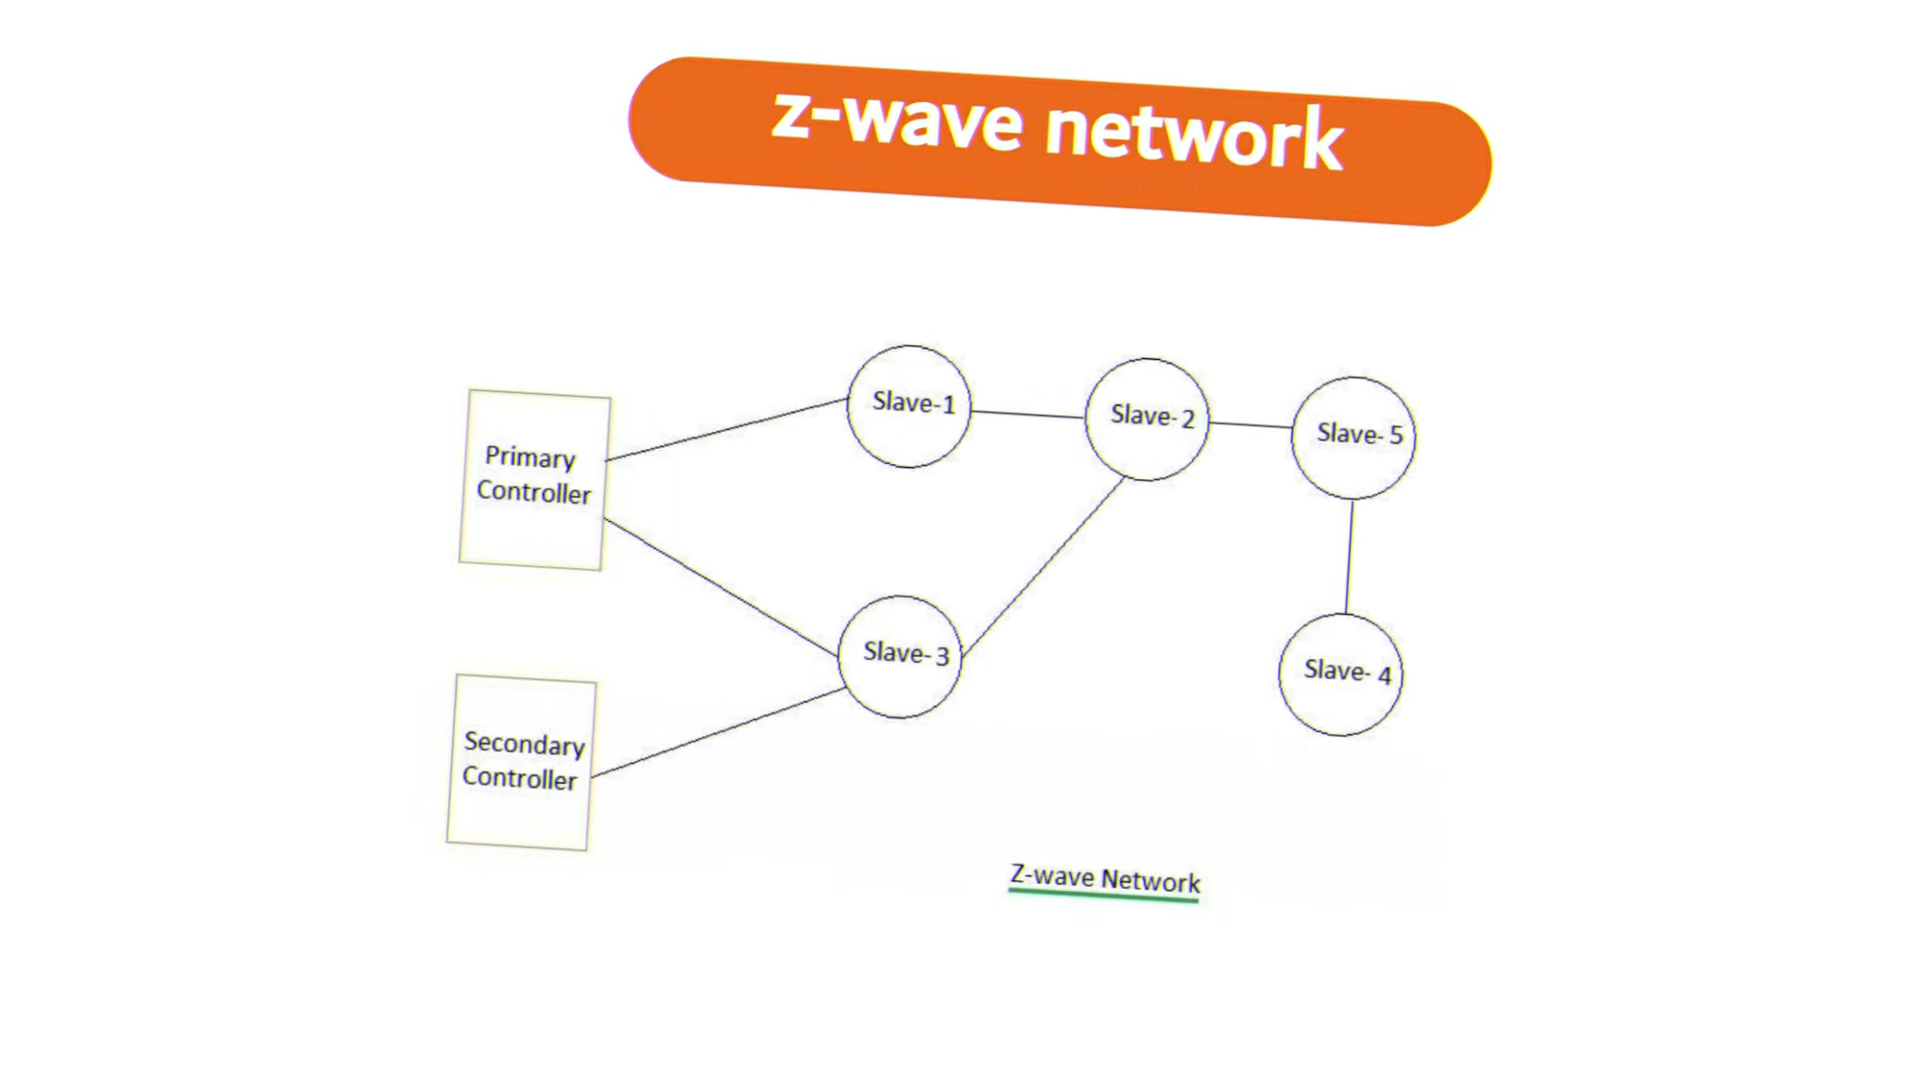 z-wave network
Slave-1
Slave- 2
Slave- 5
Primary
Controller
Slave- 3
Slave- 4
Secondary
Controller
Z-wave Network